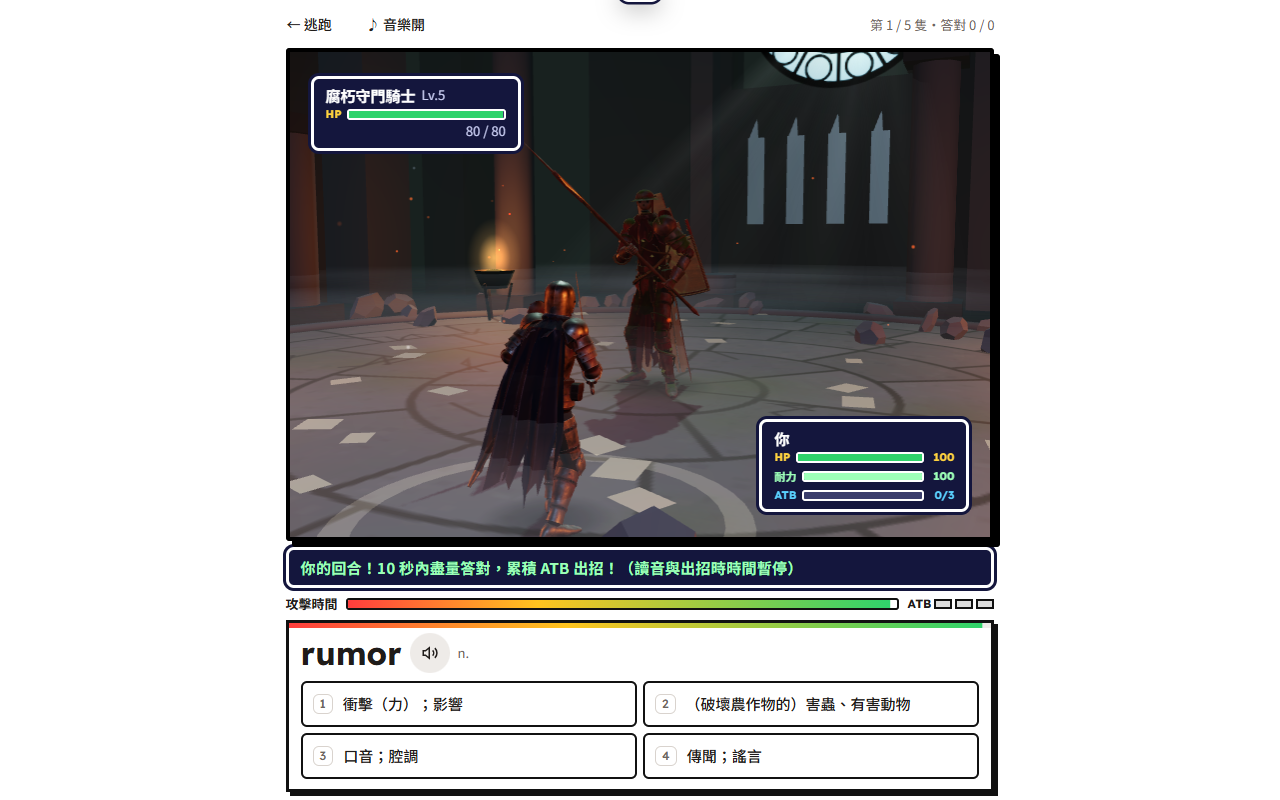 ← 逃跑 ♪ 音樂開 第 1 / 5 隻・答對 0 / 0
腐朽守門騎士 Lv.5
HP
80 / 80
你
HP 100
耐力 100
ATB 0/3
你的回合！10 秒內盡量答對，累積 ATB 出招！（讀音與出招時時間暫停）
攻擊時間 ATB
rumor n.
1 衝擊（力）；影響
2 （破壞農作物的）害蟲、有害動物
3 口音；腔調
4 傳聞；謠言